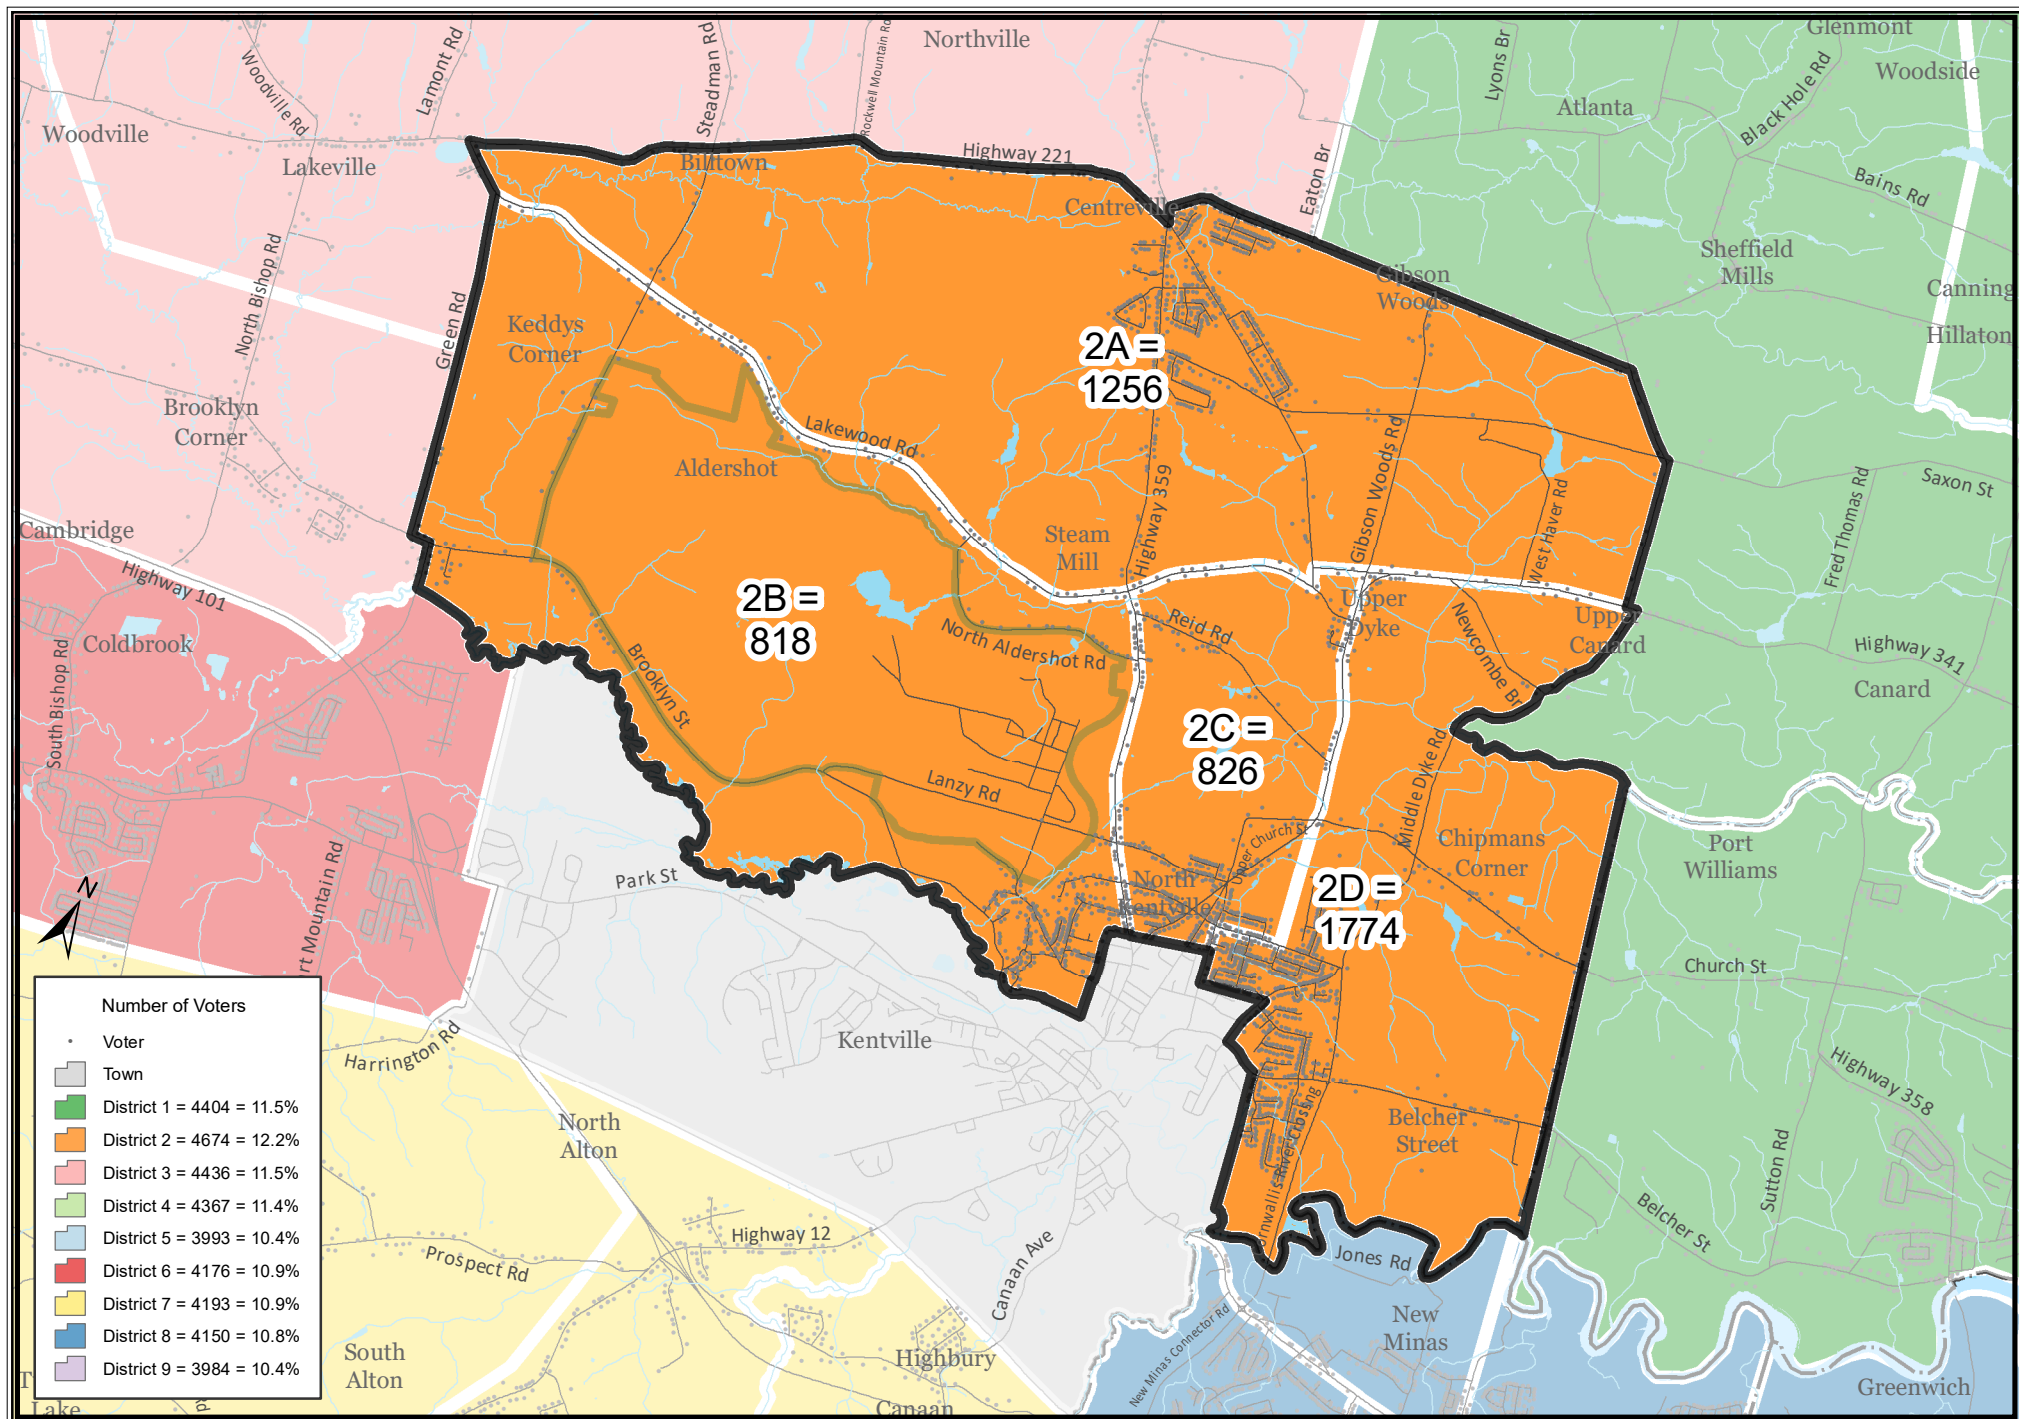 Northville
Glenmont
Woodside
Woodville Rd
Lamont Rd
Steadman Rd
Rockwell Mountain Rd
Lyons Br
Atlanta
Black Hole Rd
Woodville
Lakeville
Billtown
Highway 221
Eaton Br
Bains Rd
Centreville
Sheffield
Mills
Gibson
Woods
Canning
Hillaton
North Bishop Rd
Green Rd
Keddys
Corner
2A =
1256
Brooklyn
Corner
Lakewood Rd
Aldershot
Highway 359
Gibson Woods Rd
West Haver Rd
Fred Thomas Rd
Saxon St
Cambridge
Highway 101
Steam
Mill
2B =
818
Reid Rd
Upper
Dyke
Newcombe Br
Upper
Canard
Highway 341
Canard
Coldbrook
South Bishop Rd
Brooklyn St
North Aldershot Rd
2C =
826
Middle Dyke Rd
Lanzy Rd
Upper Church St
Chipmans
Corner
Port
Williams
Park St
North
Kentville
2D =
1774
N
rt Mountain Rd
Church St
Kentville
Harrington Rd
Highway 358
North
Alton
Belcher
Street
Cornwallis River Crossing
Sutton Rd
Belcher St
Highway 12
Prospect Rd
Canaan Ave
Jones Rd
New Minas Connector Rd
New
Minas
South
Alton
Highbury
Greenwich
Lake
Rd
Canaan
Number of Voters
Voter
Town
District 1 = 4404 = 11.5%
District 2 = 4674 = 12.2%
District 3 = 4436 = 11.5%
District 4 = 4367 = 11.4%
District 5 = 3993 = 10.4%
District 6 = 4176 = 10.9%
District 7 = 4193 = 10.9%
District 8 = 4150 = 10.8%
District 9 = 3984 = 10.4%